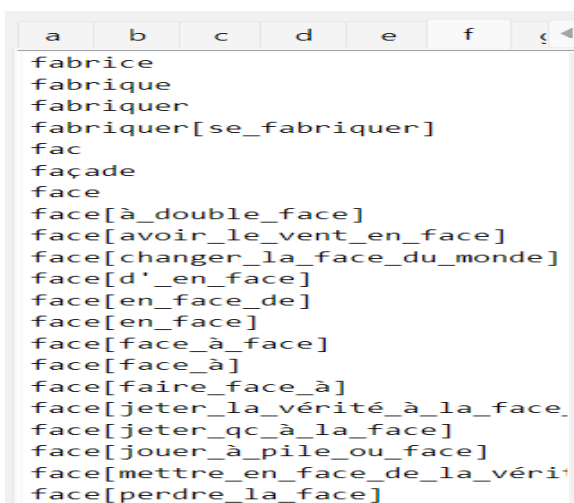 a b c d e f
fabrice
fabrique
fabriquer
fabriquer[se_fabriquer]
fac
façade
face
face[à_double_face]
face[avoir_le_vent_en_face]
face[changer_la_face_du_monde]
face[d'_en_face]
face[en_face_de]
face[en_face]
face[face_à_face]
face[face_à]
face[faire_face_à]
face[jeter_la_vérité_à_la_face_
face[jeter_qc_à_la_face]
face[jouer_à_pile_ou_face]
face[mettre_en_face_de_la_véri
face[perdre_la_face]